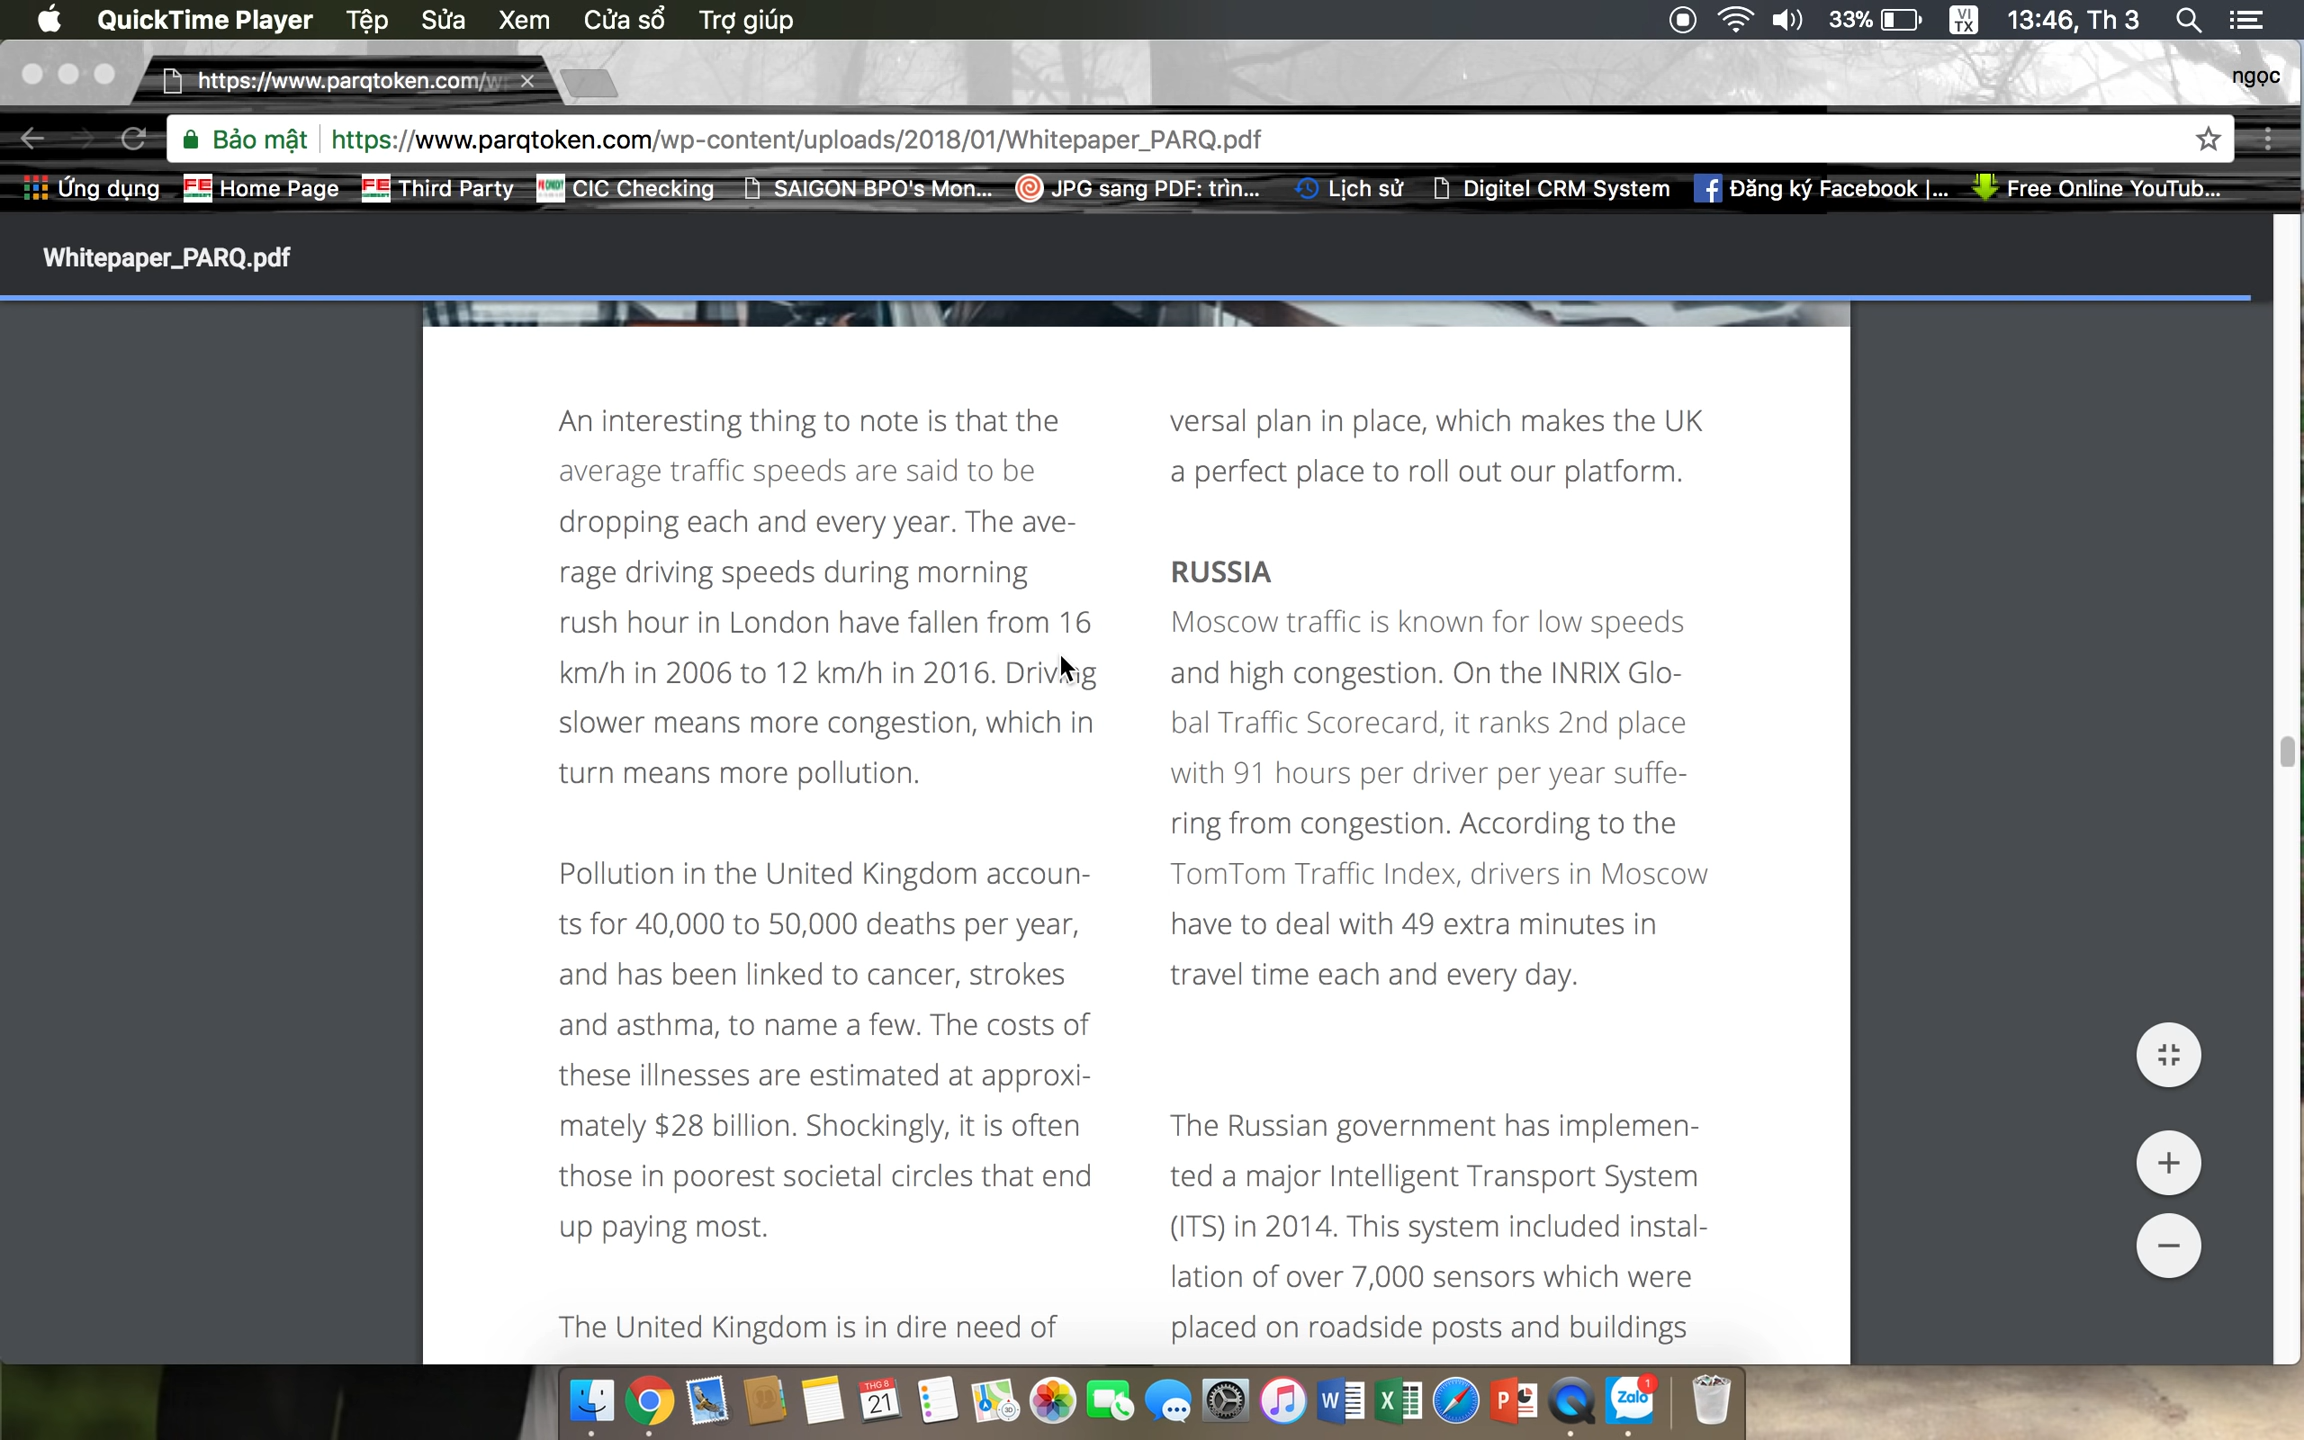 QuickTime Player Tệp Sửa Xem Cửa sổ Trợ giúp 33% VI TX 13:46, Th 3
https://www.parqtoken.com/w ngọc
Bảo mật https://www.parqtoken.com/wp-content/uploads/2018/01/Whitepaper_PARQ.pdf
Ứng dụng FE Home Page FE Third Party CIC Checking SAIGON BPO's Mon... JPG sang PDF: trìn... Lịch sử Digitel CRM System Đăng ký Facebook |... Free Online YouTub...
Whitepaper_PARQ.pdf
An interesting thing to note is that the
average traffic speeds are said to be
dropping each and every year. The ave-
rage driving speeds during morning
rush hour in London have fallen from 16
km/h in 2006 to 12 km/h in 2016. Driving
slower means more congestion, which in
turn means more pollution.
Pollution in the United Kingdom accoun-
ts for 40,000 to 50,000 deaths per year,
and has been linked to cancer, strokes
and asthma, to name a few. The costs of
these illnesses are estimated at approxi-
mately $28 billion. Shockingly, it is often
those in poorest societal circles that end
up paying most.
The United Kingdom is in dire need of
versal plan in place, which makes the UK
a perfect place to roll out our platform.
RUSSIA
Moscow traffic is known for low speeds
and high congestion. On the INRIX Glo-
bal Traffic Scorecard, it ranks 2nd place
with 91 hours per driver per year suffe-
ring from congestion. According to the
TomTom Traffic Index, drivers in Moscow
have to deal with 49 extra minutes in
travel time each and every day.
The Russian government has implemen-
ted a major Intelligent Transport System
(ITS) in 2014. This system included instal-
lation of over 7,000 sensors which were
placed on roadside posts and buildings
THG 8
21
3D
W
X
P
Zalo
1